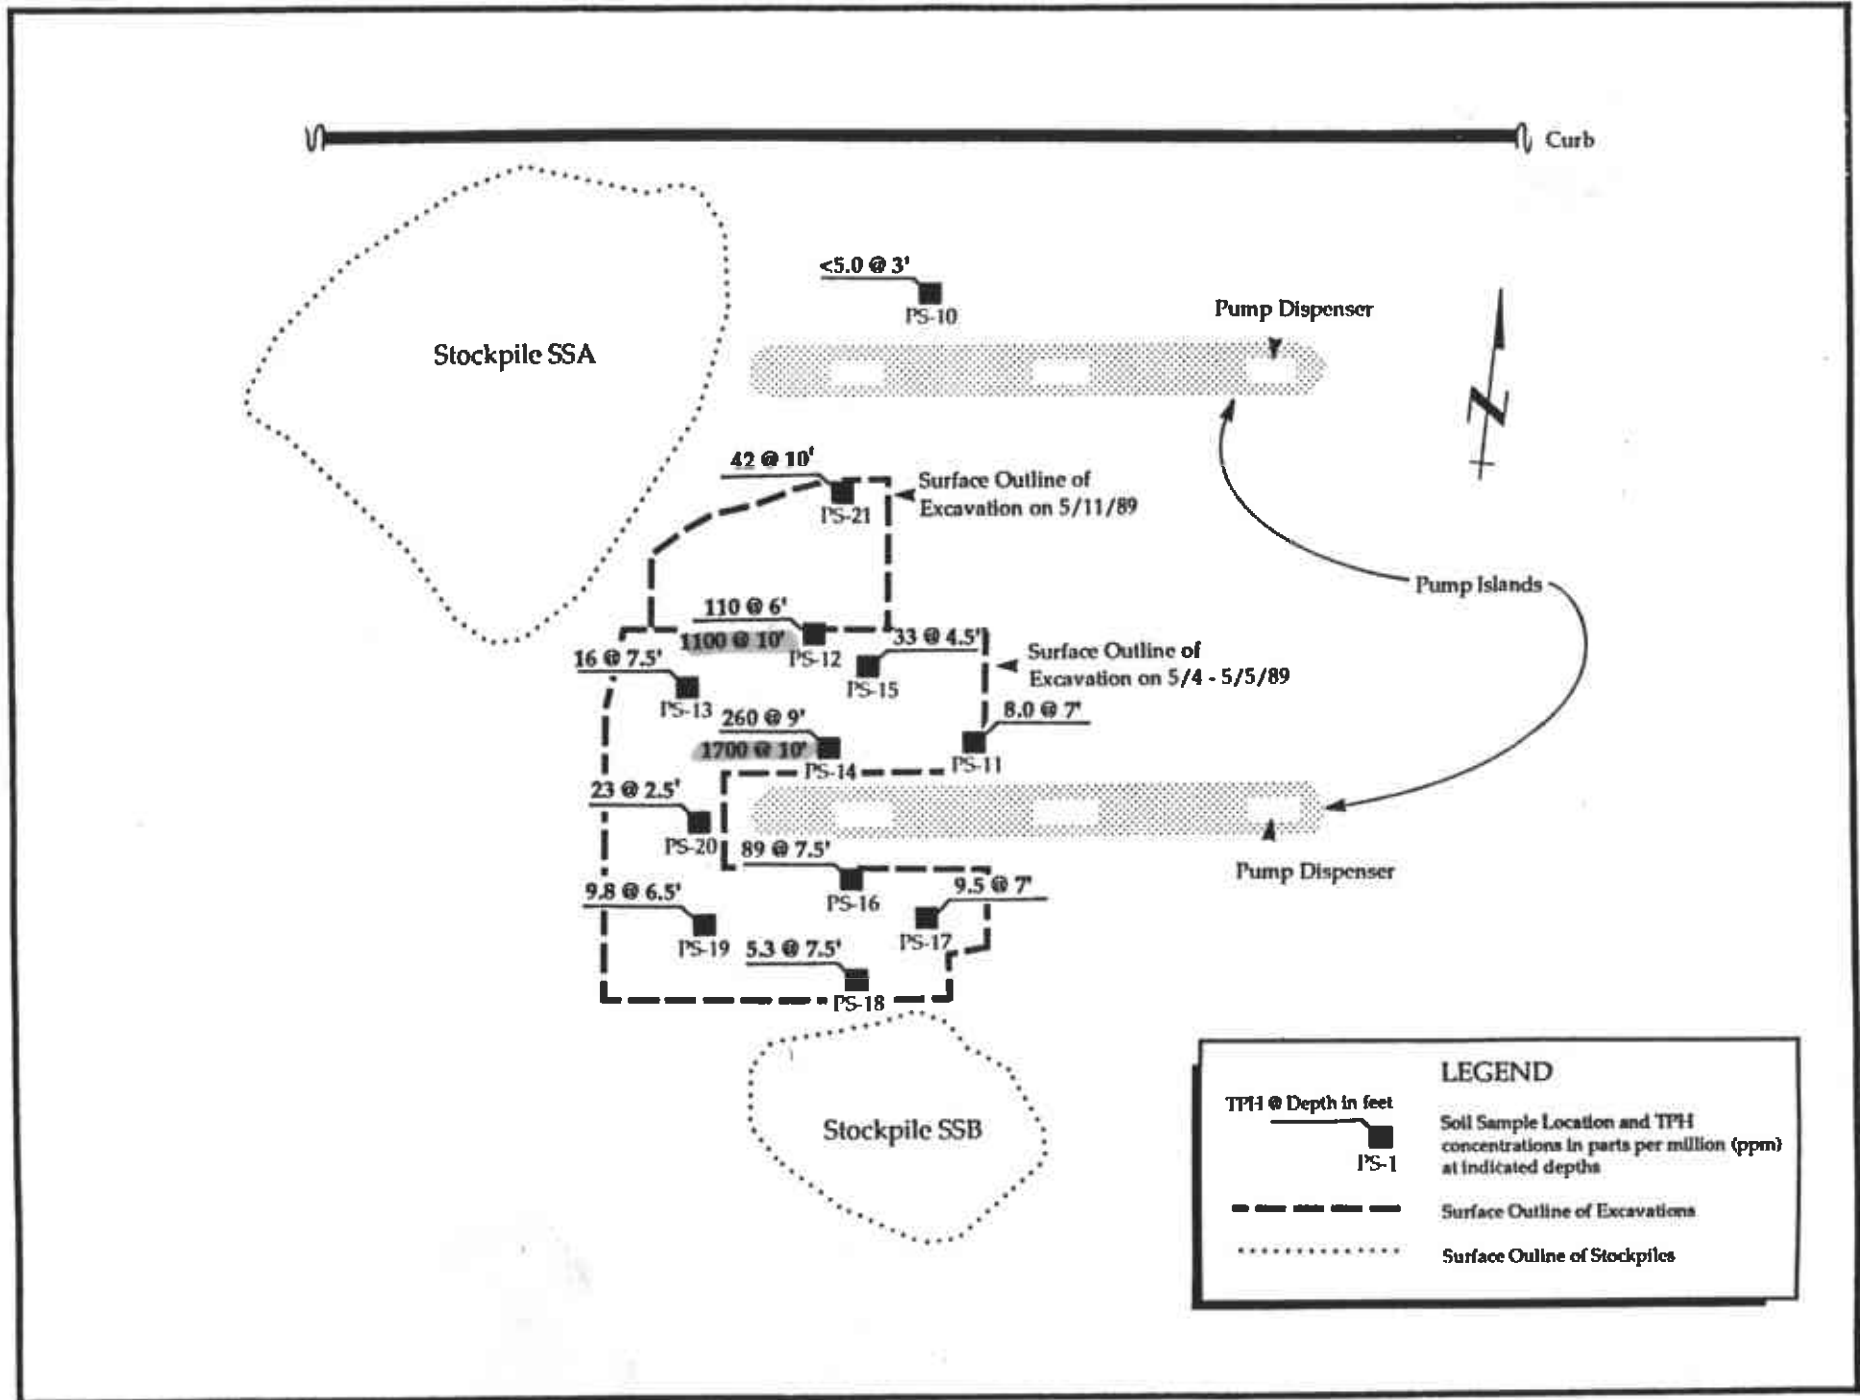 Curb
<5.0 @ 3'
PS-10
Pump Dispenser
Stockpile SSA
42 @ 10'
PS-21
Surface Outline of
Excavation on 5/11/89
Pump Islands
110 @ 6'
1100 @ 10'
PS-12
33 @ 4.5'
PS-15
Surface Outline of
Excavation on 5/4 - 5/5/89
16 @ 7.5'
PS-13
260 @ 9'
1700 @ 10'
PS-14
8.0 @ 7'
PS-11
23 @ 2.5'
PS-20
89 @ 7.5'
PS-16
Pump Dispenser
9.8 @ 6.5'
PS-19
9.5 @ 7'
PS-17
5.3 @ 7.5'
PS-18
Stockpile SSB
LEGEND
TPH @ Depth in feet
PS-1
Soil Sample Location and TPH
concentrations in parts per million (ppm)
at indicated depths
Surface Outline of Excavations
Surface Ouline of Stockpiles
N